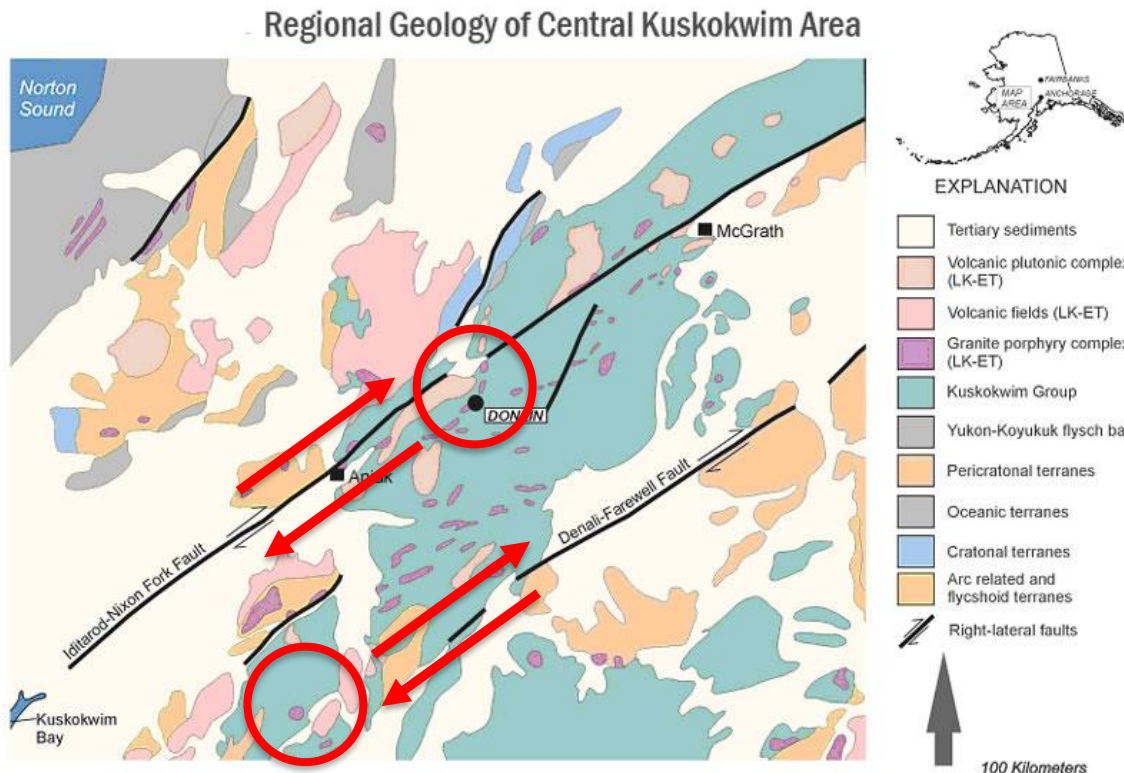 Regional Geology of Central Kuskokwim Area
Norton
Sound
McGrath
DONLIN
Aniak
Iditarod-Nixon Fork Fault
Denali-Farewell Fault
Kuskokwim
Bay
FAIRBANKS
ANCHORAGE
MAP
AREA
EXPLANATION
Tertiary sediments
Volcanic plutonic complex
(LK-ET)
Volcanic fields (LK-ET)
Granite porphyry complex
(LK-ET)
Kuskokwim Group
Yukon-Koyukuk flysch ba
Pericratonal terranes
Oceanic terranes
Cratonal terranes
Arc related and
flycshoid terranes
Right-lateral faults
100 Kilometers